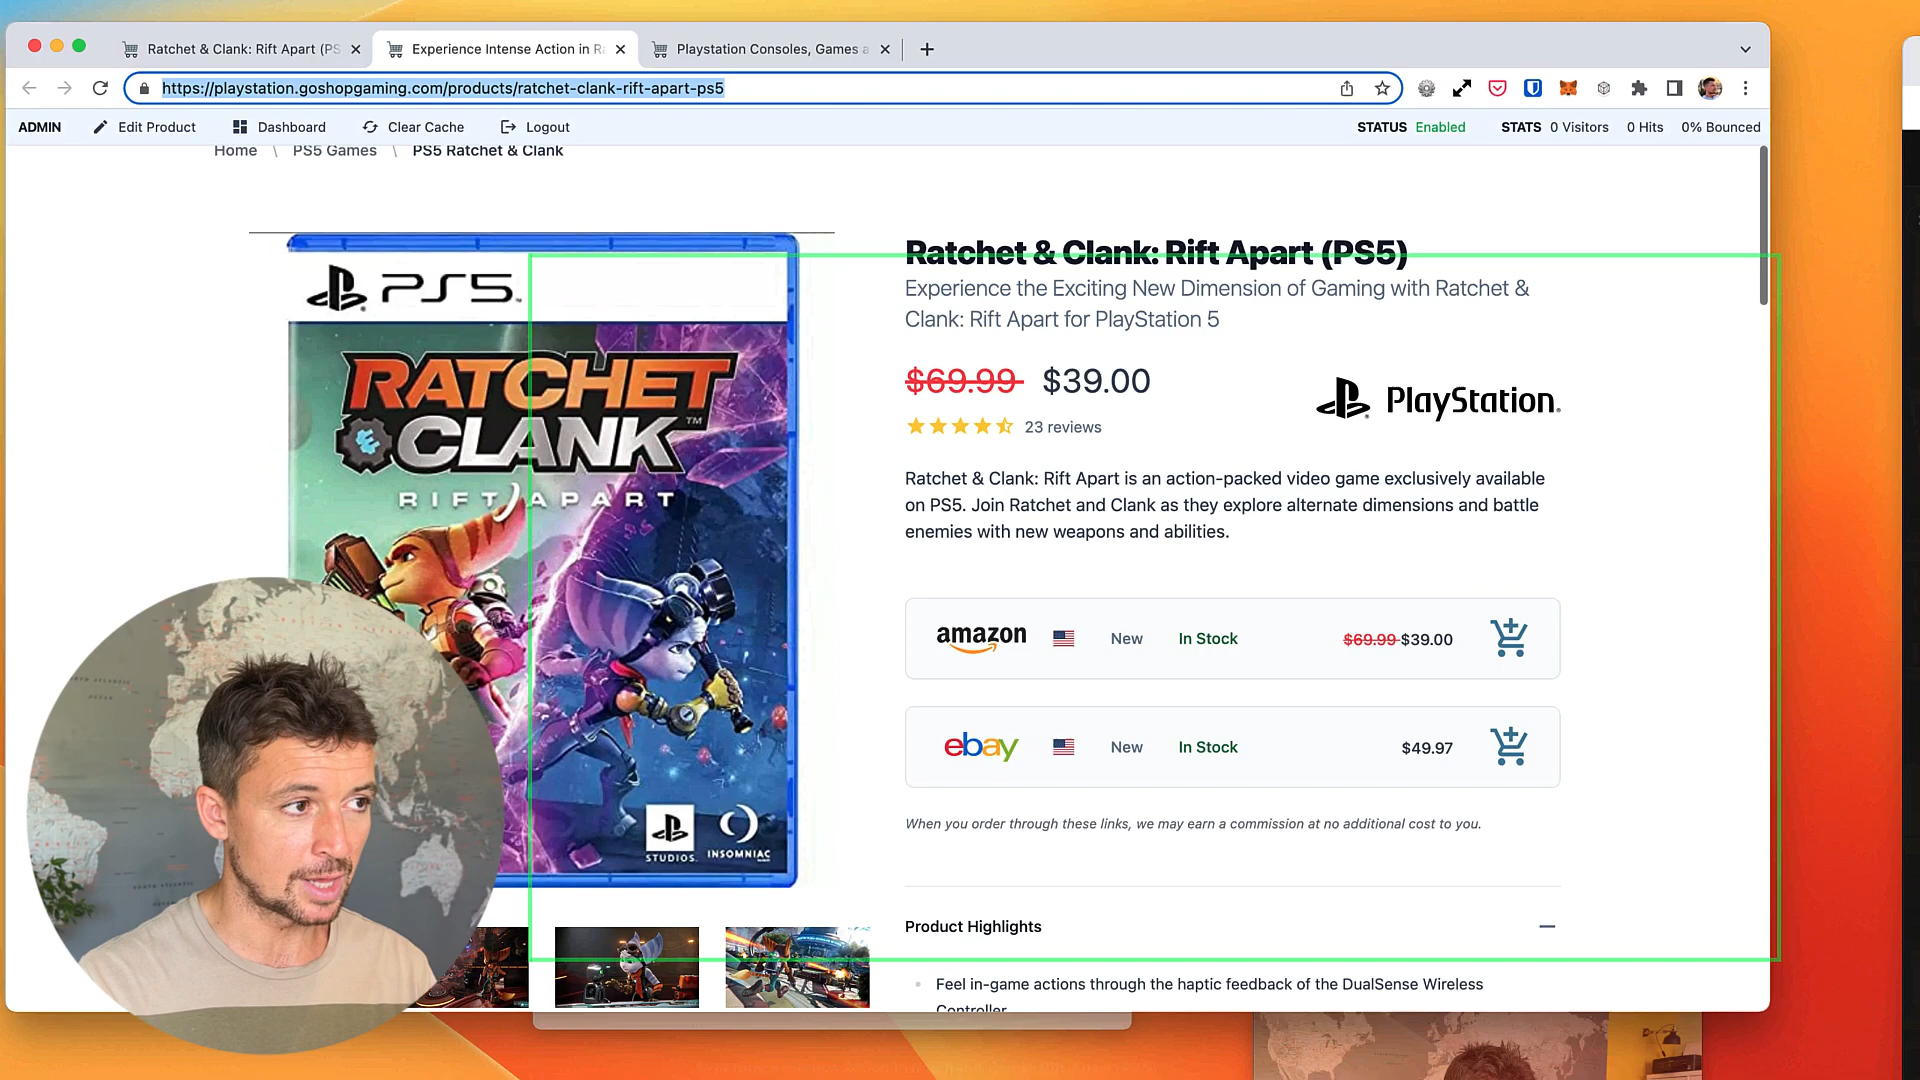 Ratchet & Clank: Rift Apart (PS
Experience Intense Action in Ra
Playstation Consoles, Games a
https://playstation.goshopgaming.com/products/ratchet-clank-rift-apart-ps5
ADMIN Edit Product Dashboard Clear Cache Logout STATUS Enabled STATS 0 Visitors 0 Hits 0% Bounced
Home \ PS5 Games \ PS5 Ratchet & Clank
PS5
RATCHET
CLANK™
RIFT APART
STUDIOS
INSOMNIAC
Ratchet & Clank: Rift Apart (PS5)
Experience the Exciting New Dimension of Gaming with Ratchet &
Clank: Rift Apart for PlayStation 5
$69.99 $39.00
PlayStation
23 reviews
Ratchet & Clank: Rift Apart is an action-packed video game exclusively available
on PS5. Join Ratchet and Clank as they explore alternate dimensions and battle
enemies with new weapons and abilities.
amazon New In Stock $69.99 $39.00
ebay New In Stock $49.97
When you order through these links, we may earn a commission at no additional cost to you.
Product Highlights
Feel in-game actions through the haptic feedback of the DualSense Wireless
Controller